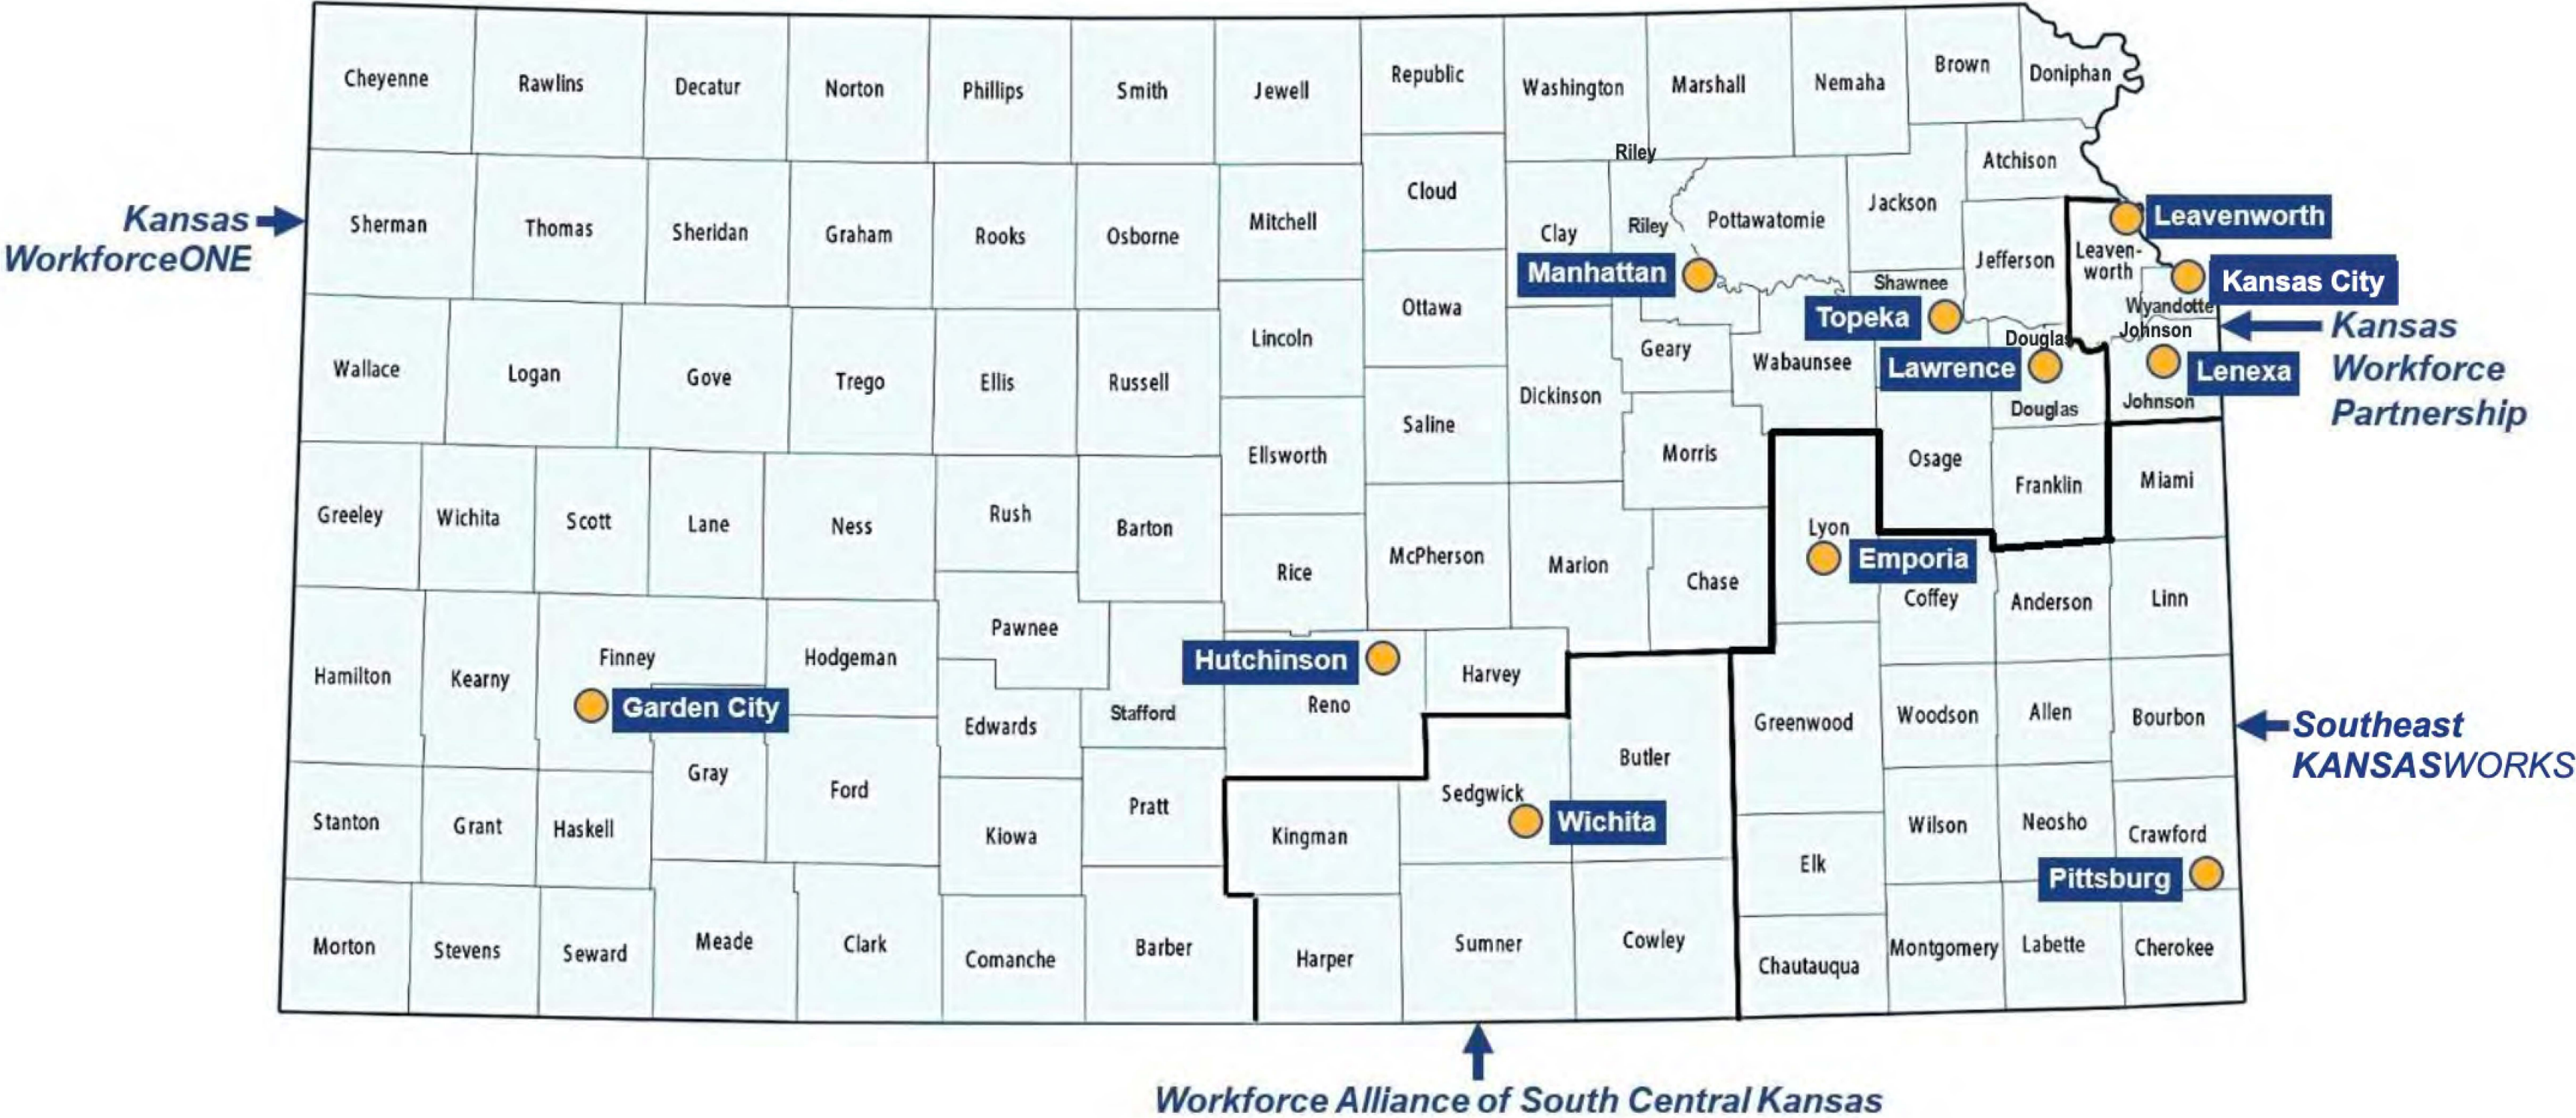 Cheyenne
Rawlins
Decatur
Norton
Phillips
Smith
Jewell
Republic
Washington
Marshall
Nemaha
Brown
Doniphan
Riley
Atchison
Cloud
Jackson
Kansas
WorkforceONE
Sherman
Thomas
Sheridan
Graham
Rooks
Osborne
Mitchell
Clay
Riley
Pottawatomie
Jefferson
Leavenworth
Leaven-
worth
Manhattan
Shawnee
Kansas City
Wyandotte
Ottawa
Topeka
Kansas
Workforce
Partnership
Johnson
Douglas
Lincoln
Geary
Wabaunsee
Lawrence
Lenexa
Wallace
Logan
Gove
Trego
Ellis
Russell
Dickinson
Douglas
Johnson
Saline
Ellsworth
Morris
Osage
Franklin
Miami
Greeley
Wichita
Scott
Lane
Ness
Rush
Barton
Lyon
Rice
McPherson
Marion
Chase
Emporia
Coffey
Anderson
Linn
Pawnee
Hamilton
Kearny
Finney
Hodgeman
Hutchinson
Harvey
Garden City
Edwards
Stafford
Reno
Greenwood
Woodson
Allen
Bourbon
Southeast
KANSASWORKS
Gray
Ford
Butler
Sedgwick
Stanton
Grant
Haskell
Kiowa
Pratt
Kingman
Wichita
Wilson
Neosho
Crawford
Elk
Pittsburg
Morton
Stevens
Seward
Meade
Clark
Comanche
Barber
Harper
Sumner
Cowley
Chautauqua
Montgomery
Labette
Cherokee
Workforce Alliance of South Central Kansas